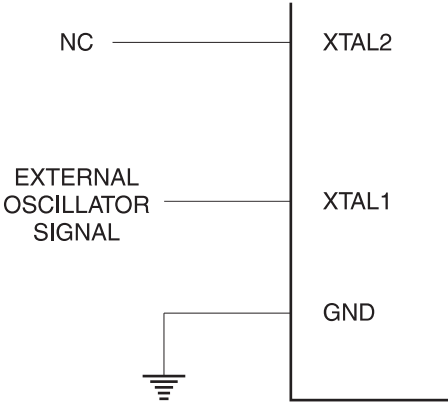 NC
XTAL2
EXTERNAL
OSCILLATOR
SIGNAL
XTAL1
GND